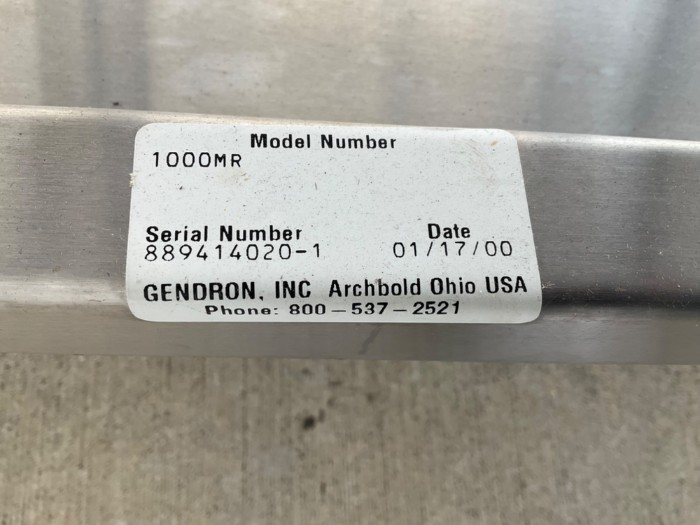 Model Number
1000MR
Serial Number Date
889414020-1 01/17/00
GENDRON, INC Archbold Ohio USA
Phone: 800-537-2521